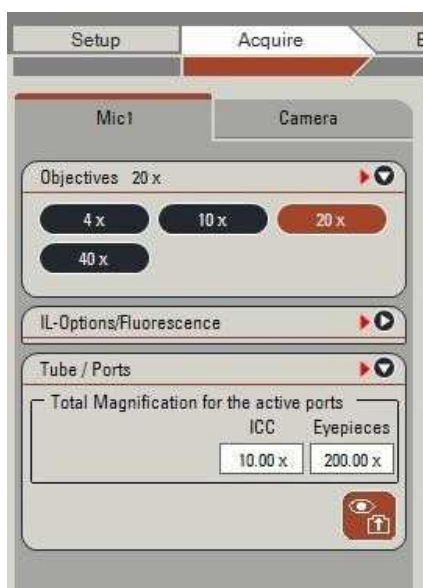 Setup Acquire E
Mic1 Camera
Objectives 20 x
4 x 10 x 20 x
40 x
IL-Options/Fluorescence
Tube / Ports
Total Magnification for the active ports
ICC Eyepieces
10.00 x 200.00 x